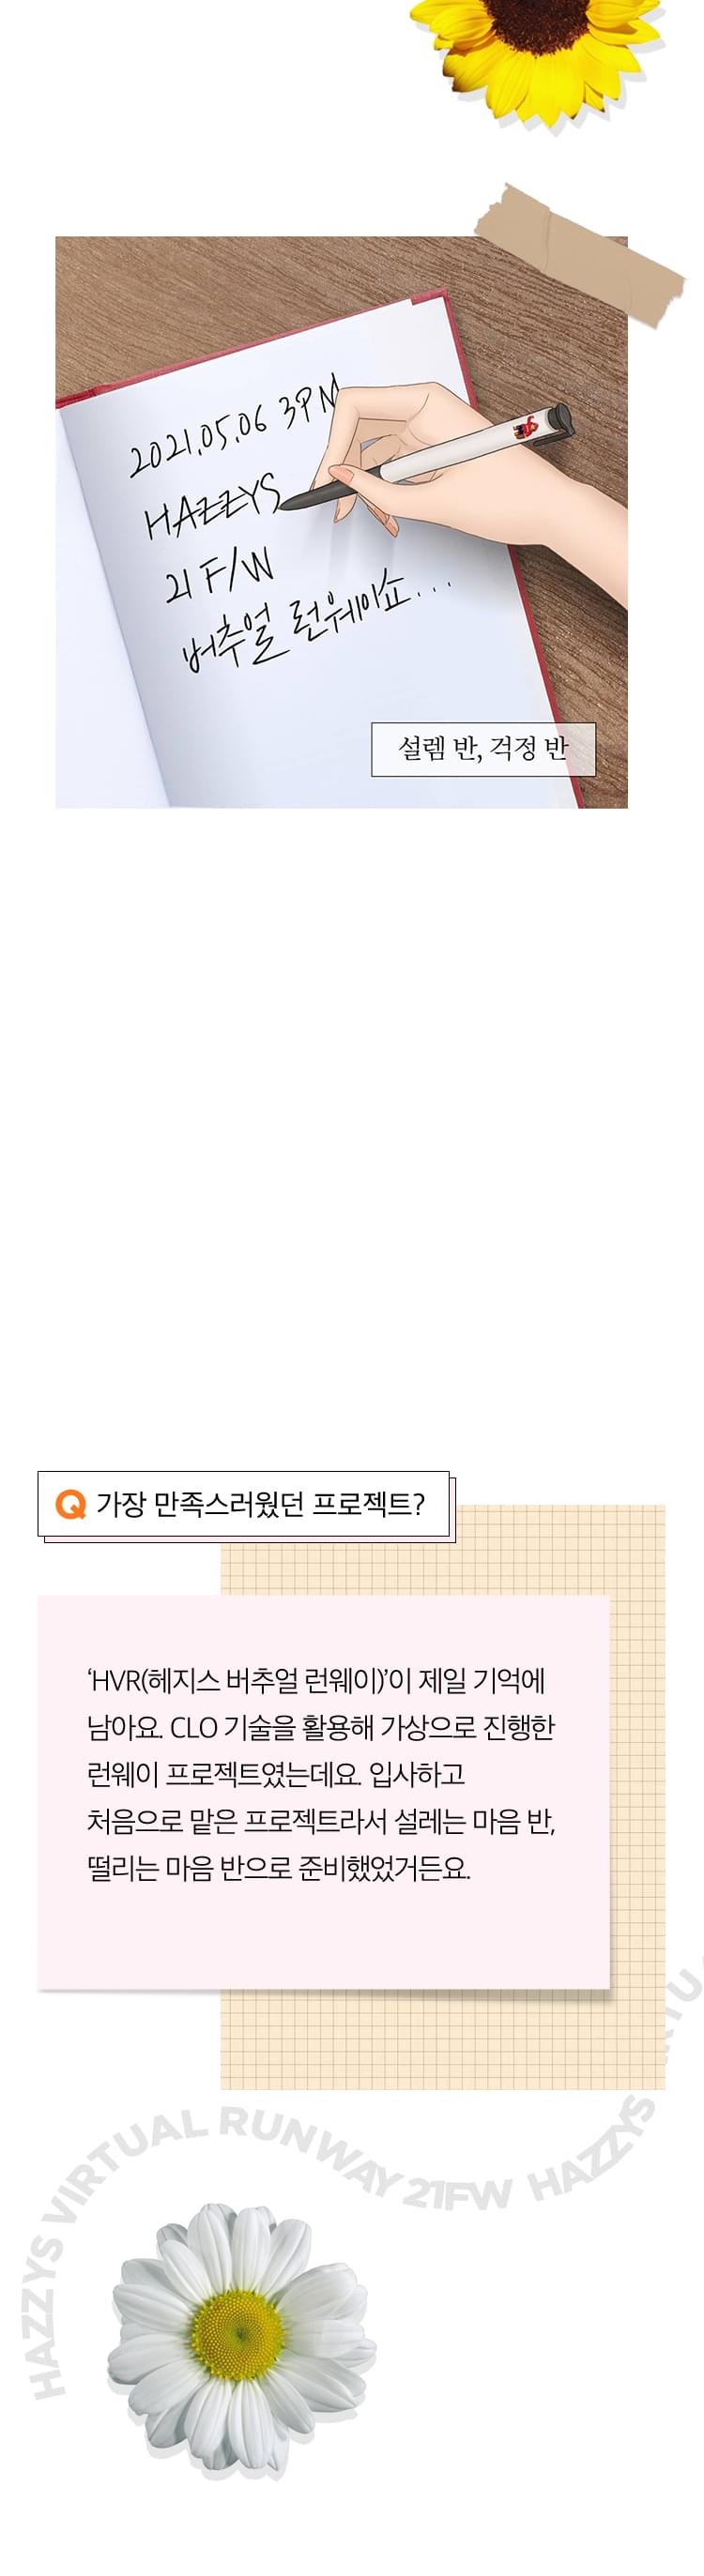 2021.05.06 3PM
HAZZYS
21 F/W
버추얼 런웨이쇼...
설렘 반, 걱정 반
Q 가장 만족스러웠던 프로젝트?
‘HVR(헤지스 버추얼 런웨이)’이 제일 기억에
남아요. CLO 기술을 활용해 가상으로 진행한
런웨이 프로젝트였는데요. 입사하고
처음으로 맡은 프로젝트라서 설레는 마음 반,
떨리는 마음 반으로 준비했었거든요.
HAZZYS VIRTUAL RUNWAY 21FW HAZZYS